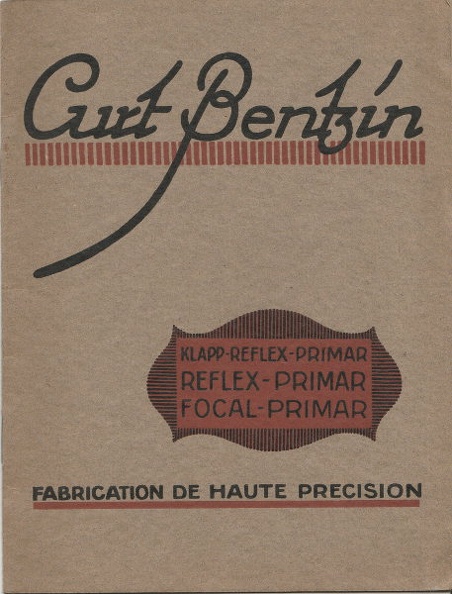 Curt Bentzin
KLAPP-REFLEX-PRIMAR
REFLEX-PRIMAR
FOCAL-PRIMAR
FABRICATION DE HAUTE PRECISION